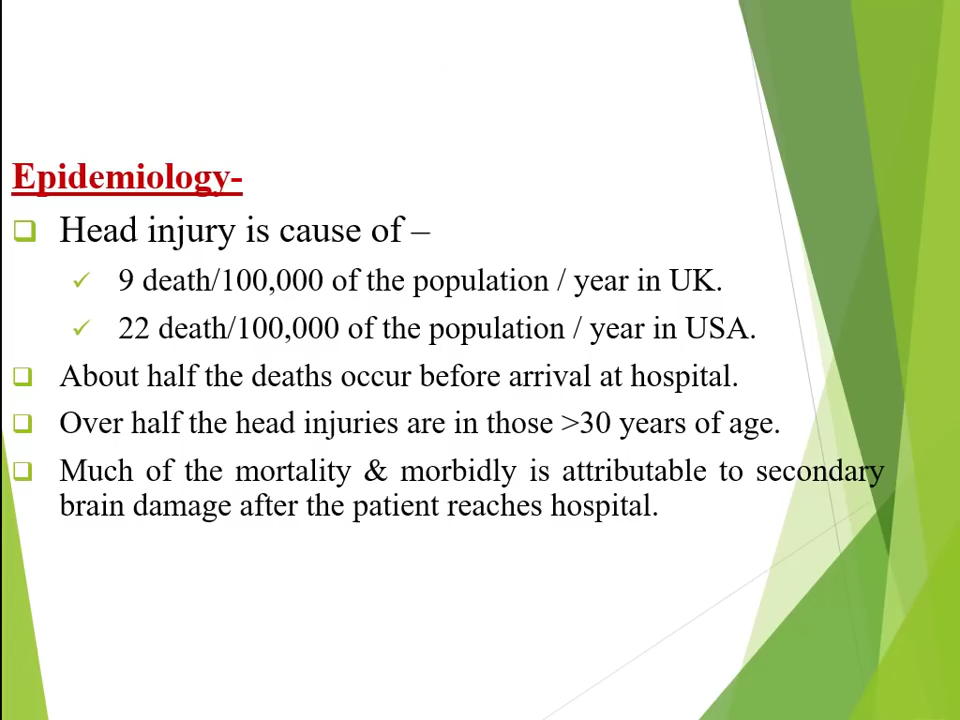 Epidemiology-
Head injury is cause of –
9 death/100,000 of the population / year in UK.
22 death/100,000 of the population / year in USA.
About half the deaths occur before arrival at hospital.
Over half the head injuries are in those >30 years of age.
Much of the mortality & morbidly is attributable to secondary
brain damage after the patient reaches hospital.